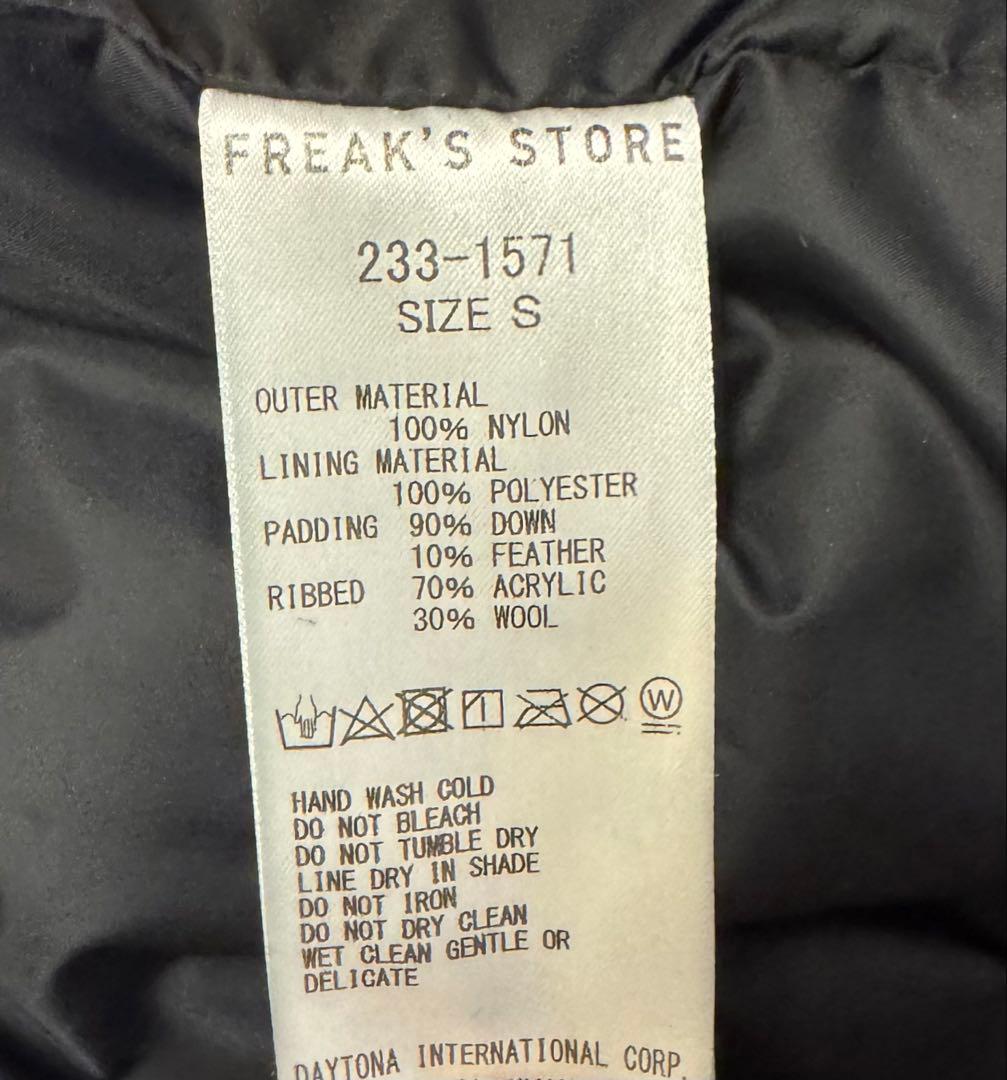 FREAK'S STORE
233-1571
SIZE S
OUTER MATERIAL
100% NYLON
LINING MATERIAL
100% POLYESTER
PADDING 90% DOWN
10% FEATHER
RIBBED 70% ACRYLIC
30% WOOL
W
HAND WASH COLD
DO NOT BLEACH
DO NOT TUMBLE DRY
LINE DRY IN SHADE
DO NOT IRON
DO NOT DRY CLEAN
WET CLEAN GENTLE OR
DELICATE
DAYTONA INTERNATIONAL CORP.